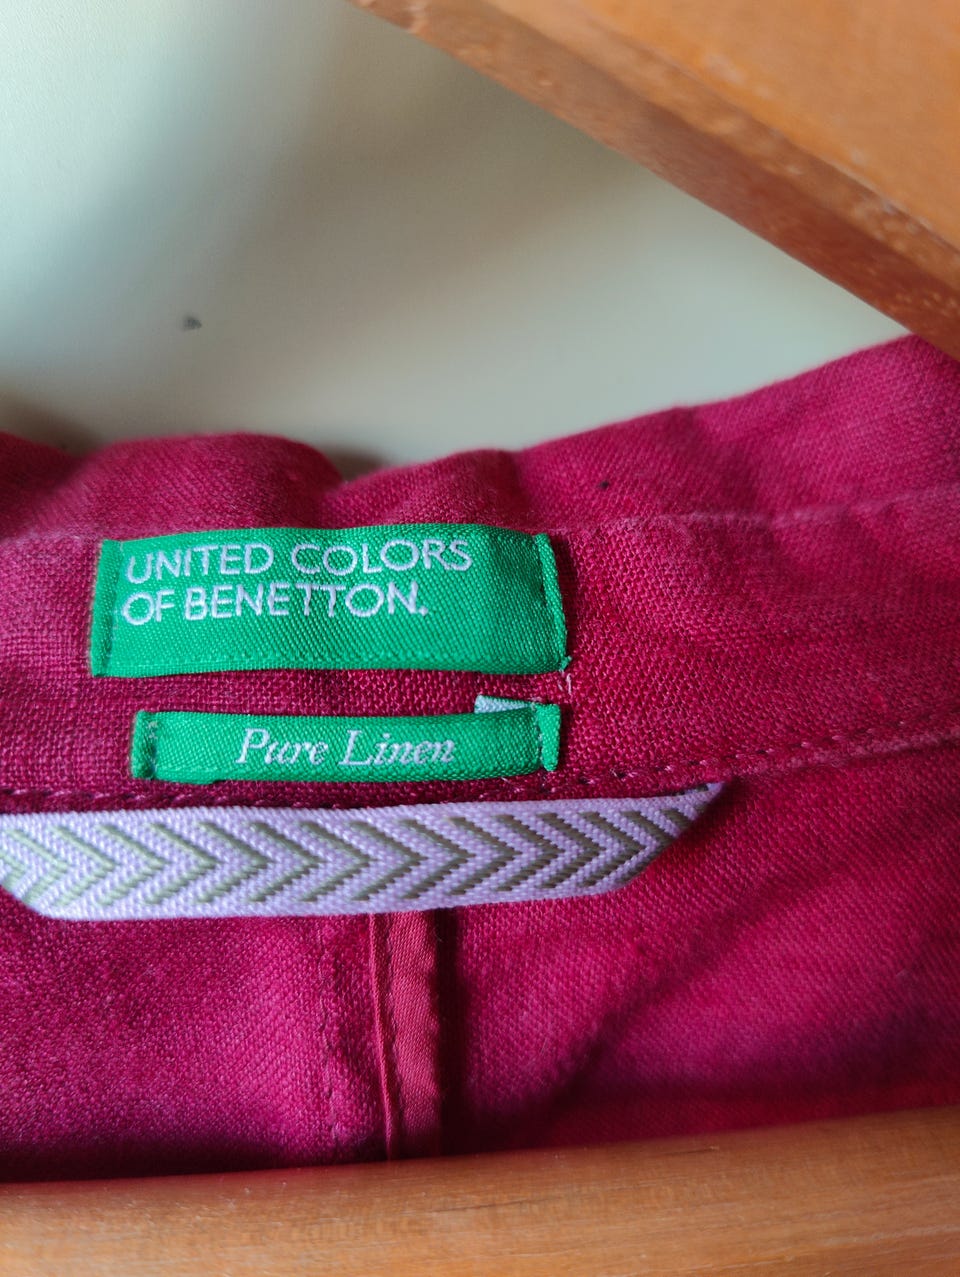 UNITED COLORS
OF BENETTON.
Pure Linen